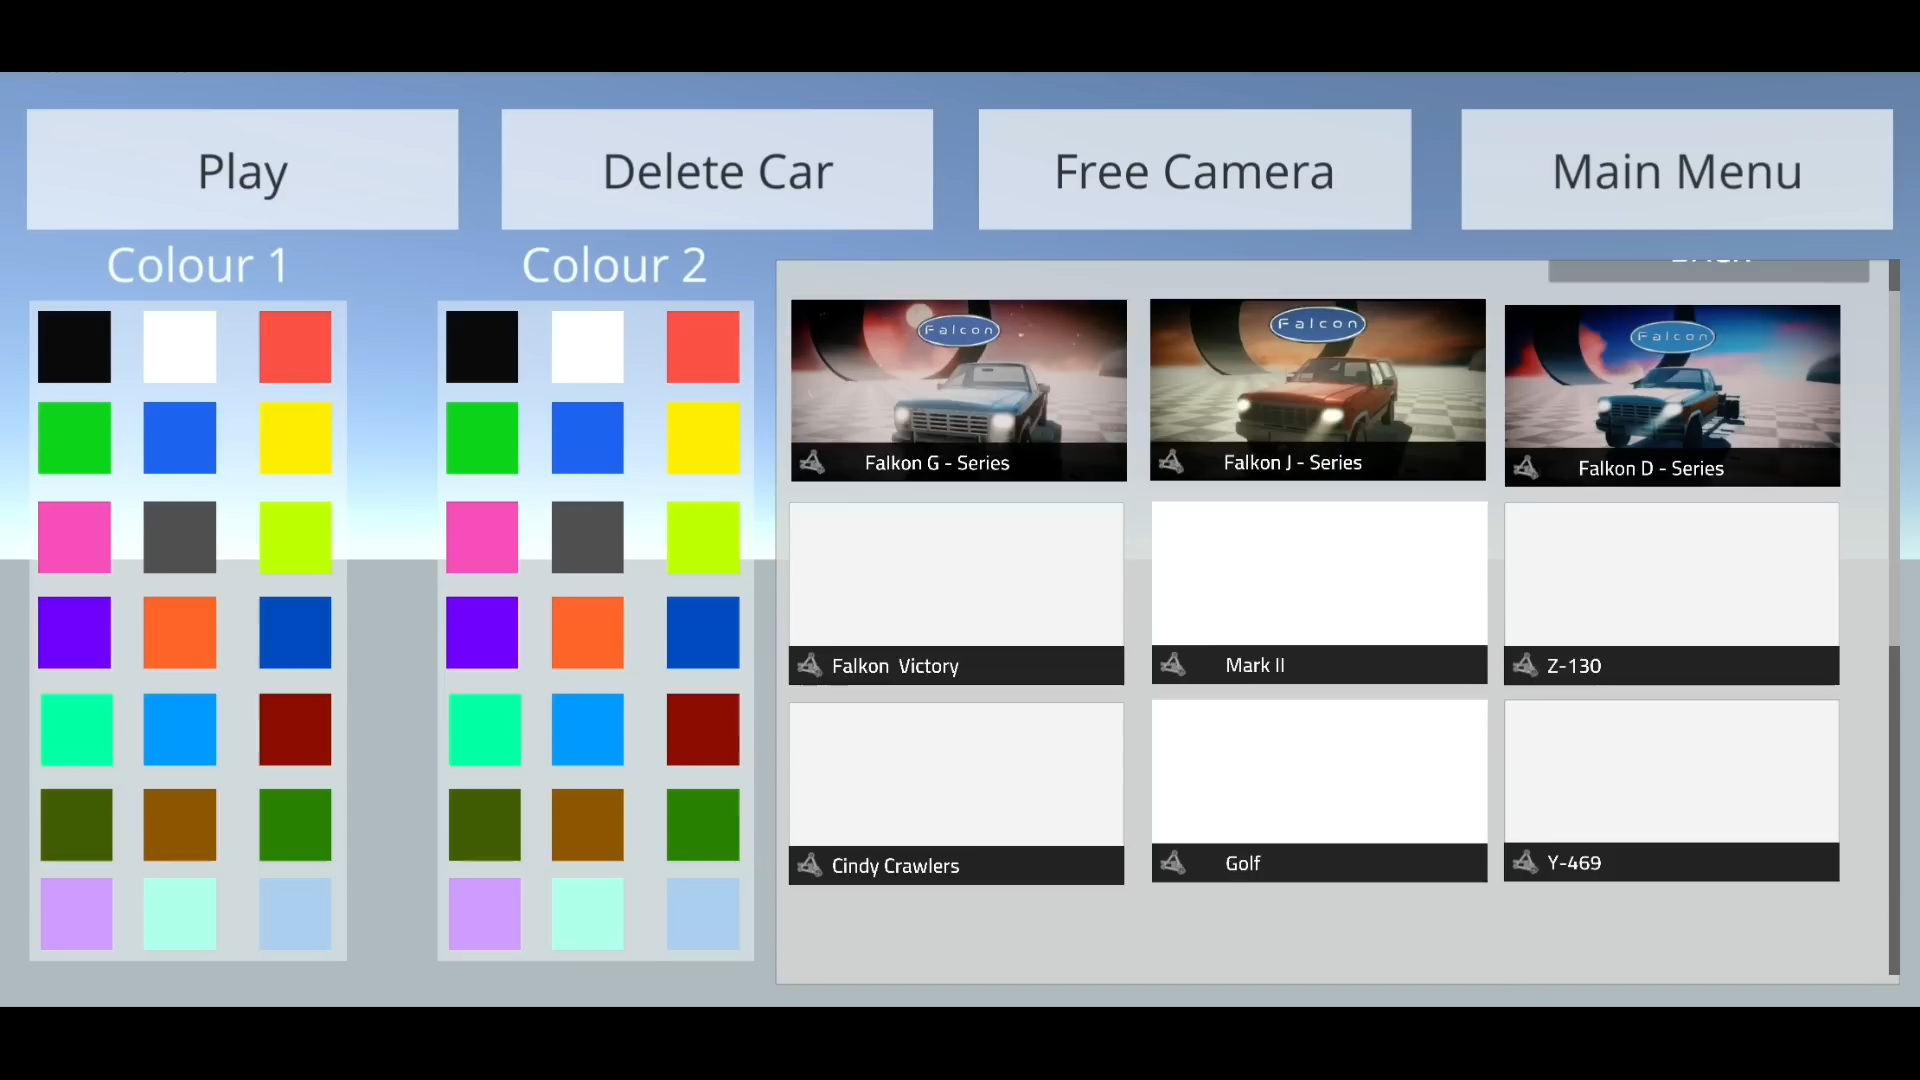 Play
Delete Car
Free Camera
Main Menu
Colour 1
Colour 2
Falcon
Falcon
Falcon
Falkon G - Series
Falkon J - Series
Falkon D - Series
Falkon Victory
Mark II
Z-130
Cindy Crawlers
Golf
Y-469